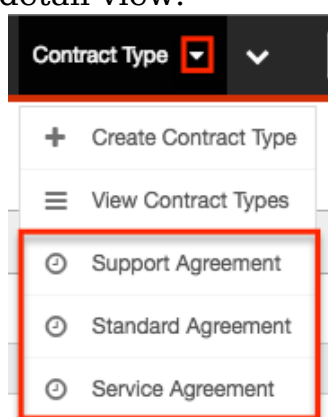 detail view.
Contract Type
Create Contract Type
View Contract Types
Support Agreement
Standard Agreement
Service Agreement